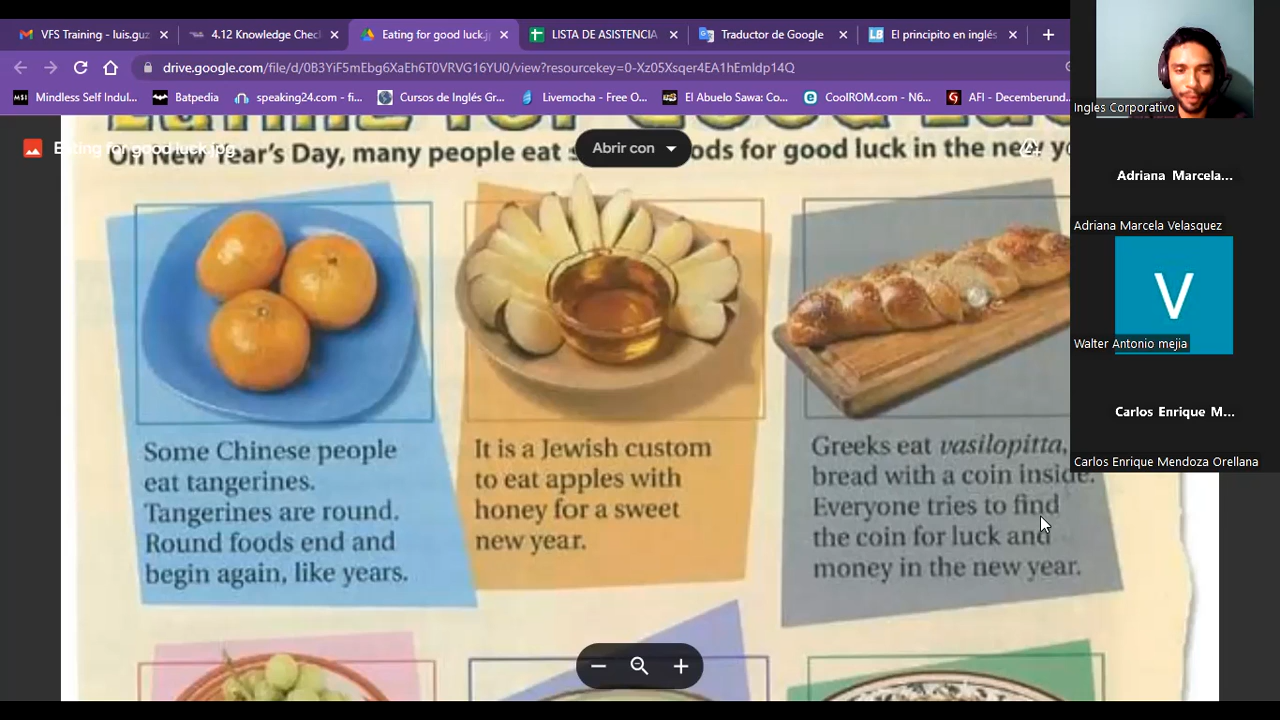 VFS Training - luis.guz
4.12 Knowledge Chec
Eating for good luck.j
LISTA DE ASISTENCIA
Traductor de Google
El principito en inglés
drive.google.com/file/d/0B3YiF5mEbg6XaEh6T0VRVG16YU0/view?resourcekey=0-Xz05Xsqer4EA1hEmIdp14Q
Mindless Self Indul...
Batpedia
speaking24.com - fi...
Cursos de Inglés Gr...
Livemocha - Free O...
El Abuelo Sawa: Co...
CoolROM.com - N6...
AFI - Decemberund
Ingles Corporativo
Eating for good luck.jpg
Abrir con
On New Year's Day, many people eat s ods for good luck in the new y
Adriana Marcela...
Adriana Marcela Velasquez
V
Walter Antonio mejia
Carlos Enrique M...
Carlos Enrique Mendoza Orellana
Some Chinese people
eat tangerines.
Tangerines are round.
Round foods end and
begin again, like years.
It is a Jewish custom
to eat apples with
honey for a sweet
new year.
Greeks eat vasilopitta,
bread with a coin inside.
Everyone tries to find
the coin for luck and
money in the new year.